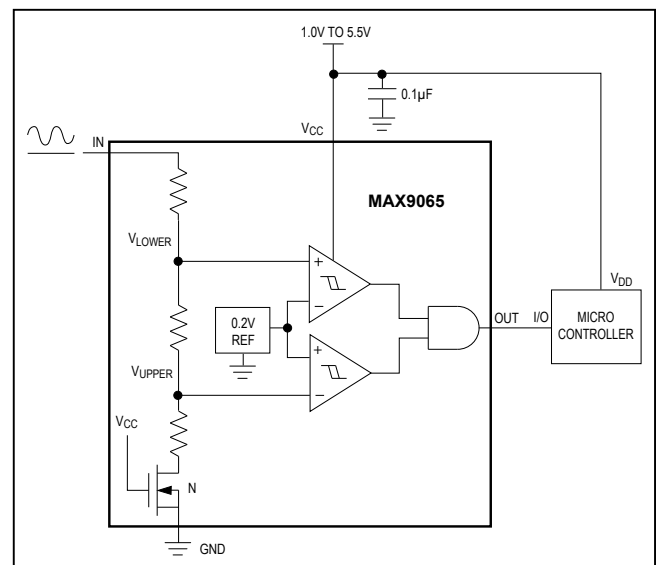 1.0V TO 5.5V
0.1µF
VCC
IN
MAX9065
VLOWER
+
−
VDD
0.2V
REF
OUT
I/O
MICRO
CONTROLLER
+
−
VUPPER
VCC
N
GND